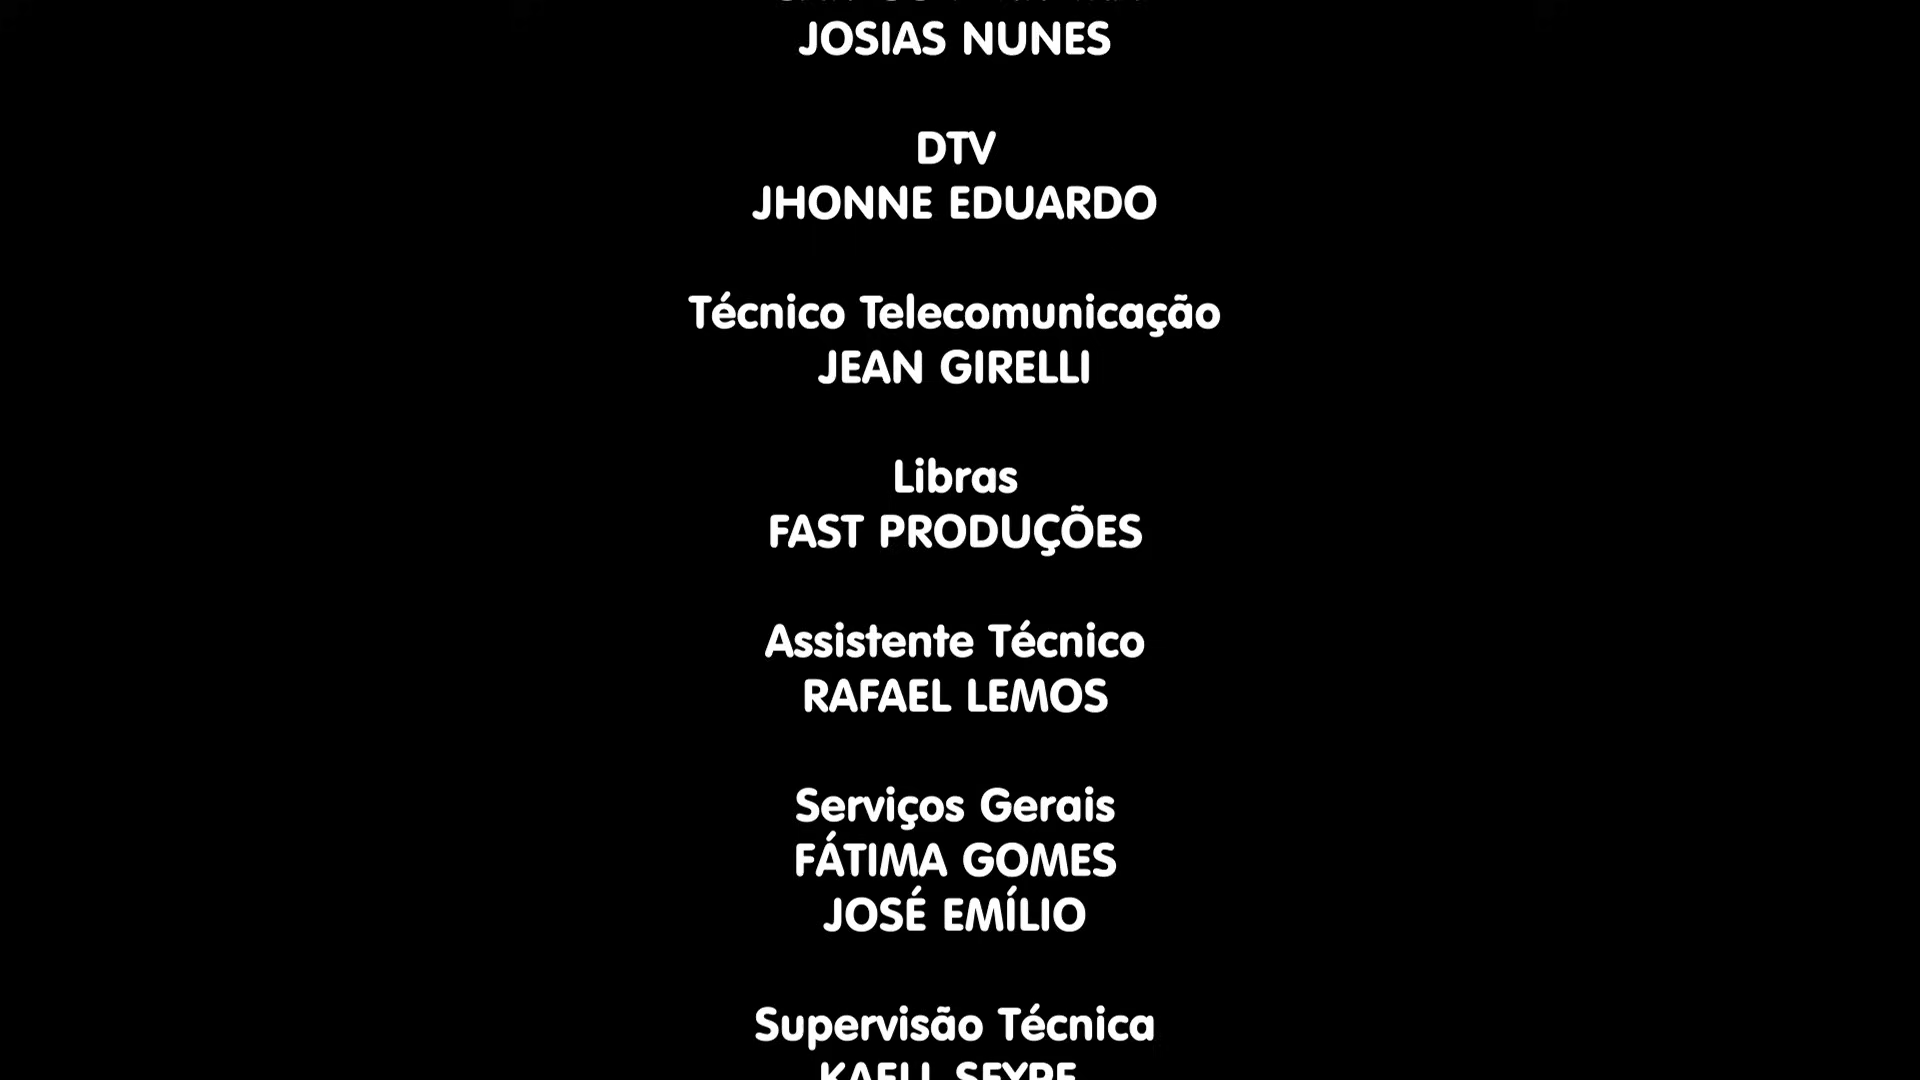 JOSIAS NUNES
DTV
JHONNE EDUARDO
Técnico Telecomunicação
JEAN GIRELLI
Libras
FAST PRODUÇÕES
Assistente Técnico
RAFAEL LEMOS
Serviços Gerais
FÁTIMA GOMES
JOSÉ EMÍLIO
Supervisão Técnica